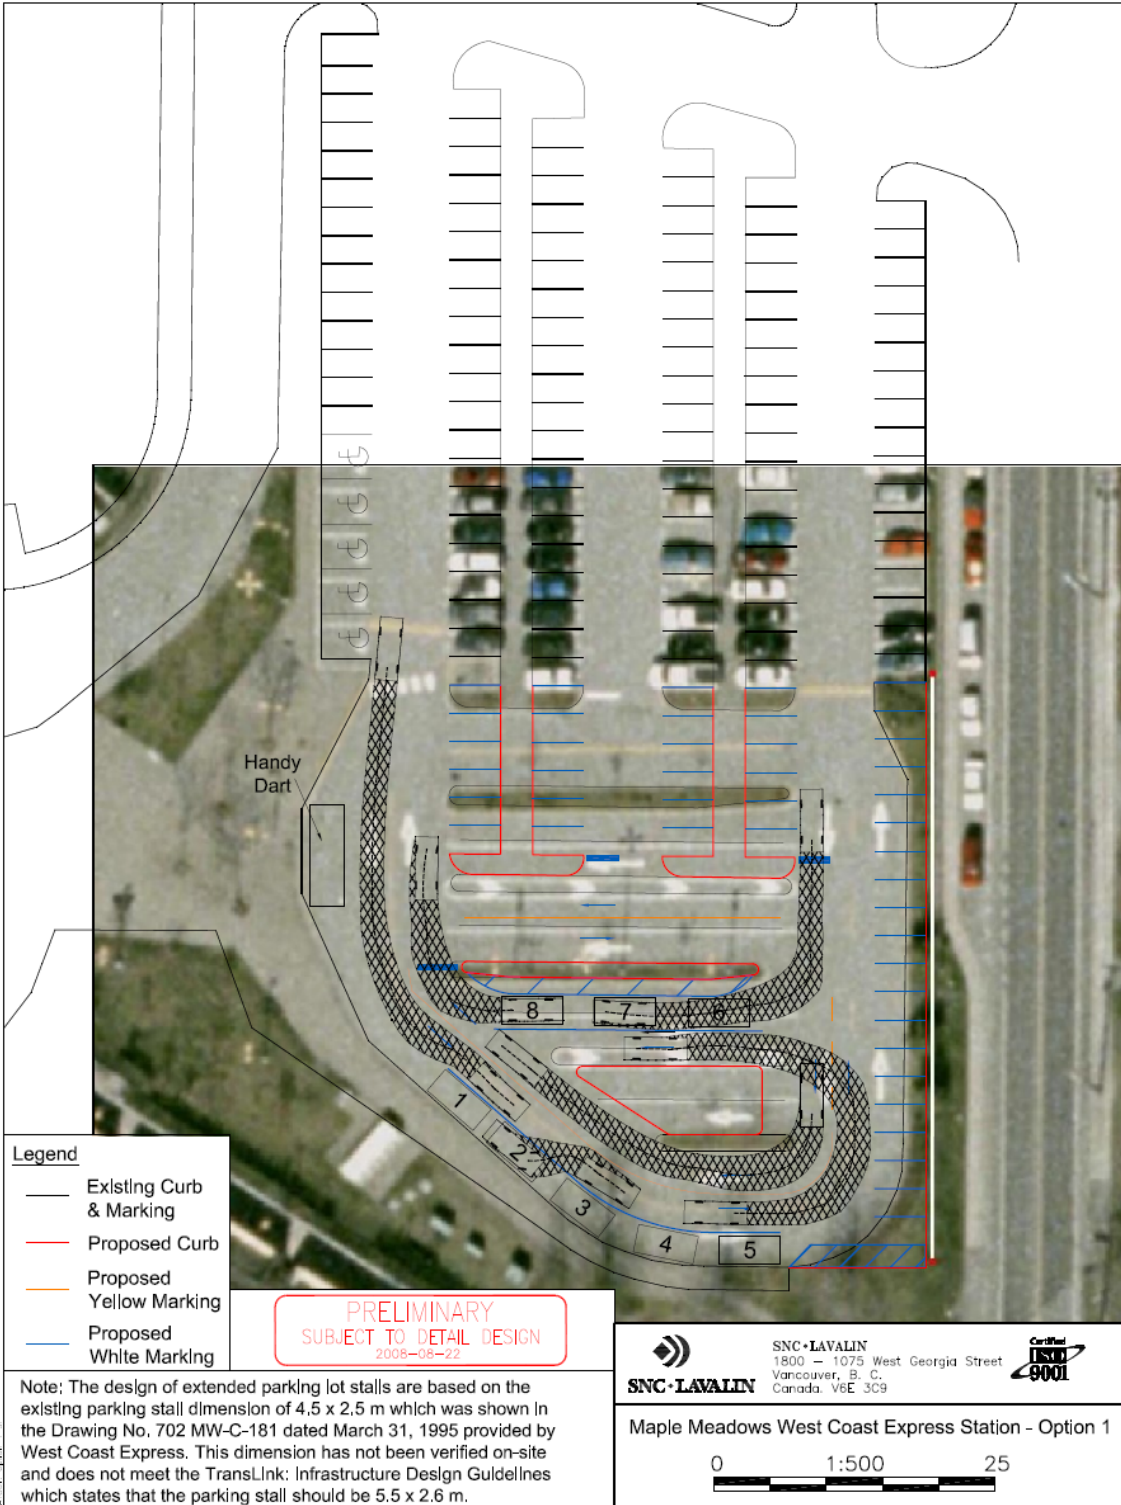 Handy
Dart
8
7
6
1
2
3
4
5
Legend
Existing Curb
& Marking
Proposed Curb
Proposed
Yellow Marking
Proposed
White Marking
PRELIMINARY
SUBJECT TO DETAIL DESIGN
2008-08-22
Note: The design of extended parking lot stalls are based on the
existing parking stall dimension of 4.5 x 2.5 m which was shown in
the Drawing No. 702 MW-C-181 dated March 31, 1995 provided by
West Coast Express. This dimension has not been verified on-site
and does not meet the TransLink: Infrastructure Design Guidelines
which states that the parking stall should be 5.5 x 2.6 m.
SNC•LAVALIN
SNC•LAVALIN
1800 – 1075 West Georgia Street
Vancouver, B. C.
Canada. V6E 3C9
Certified
ISO
9001
Maple Meadows West Coast Express Station - Option 1
0 1:500 25